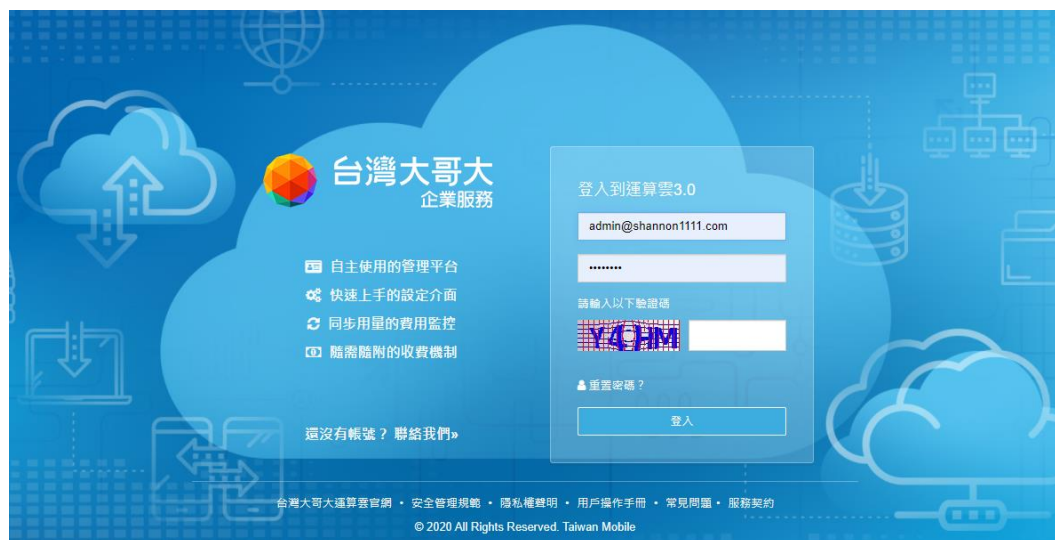 台灣大哥大
企業服務
自主使用的管理平台
快速上手的設定介面
同步用量的費用監控
隨需隨附的收費機制
還沒有帳號? 聯絡我們»
登入到運算雲3.0
admin@shannon1111.com
••••••••
請輸入以下驗證碼
重置密碼?
登入
台灣大哥大運算雲官網 • 安全管理規範 • 隱私權聲明 • 用戶操作手冊 • 常見問題 • 服務契約
© 2020 All Rights Reserved. Taiwan Mobile